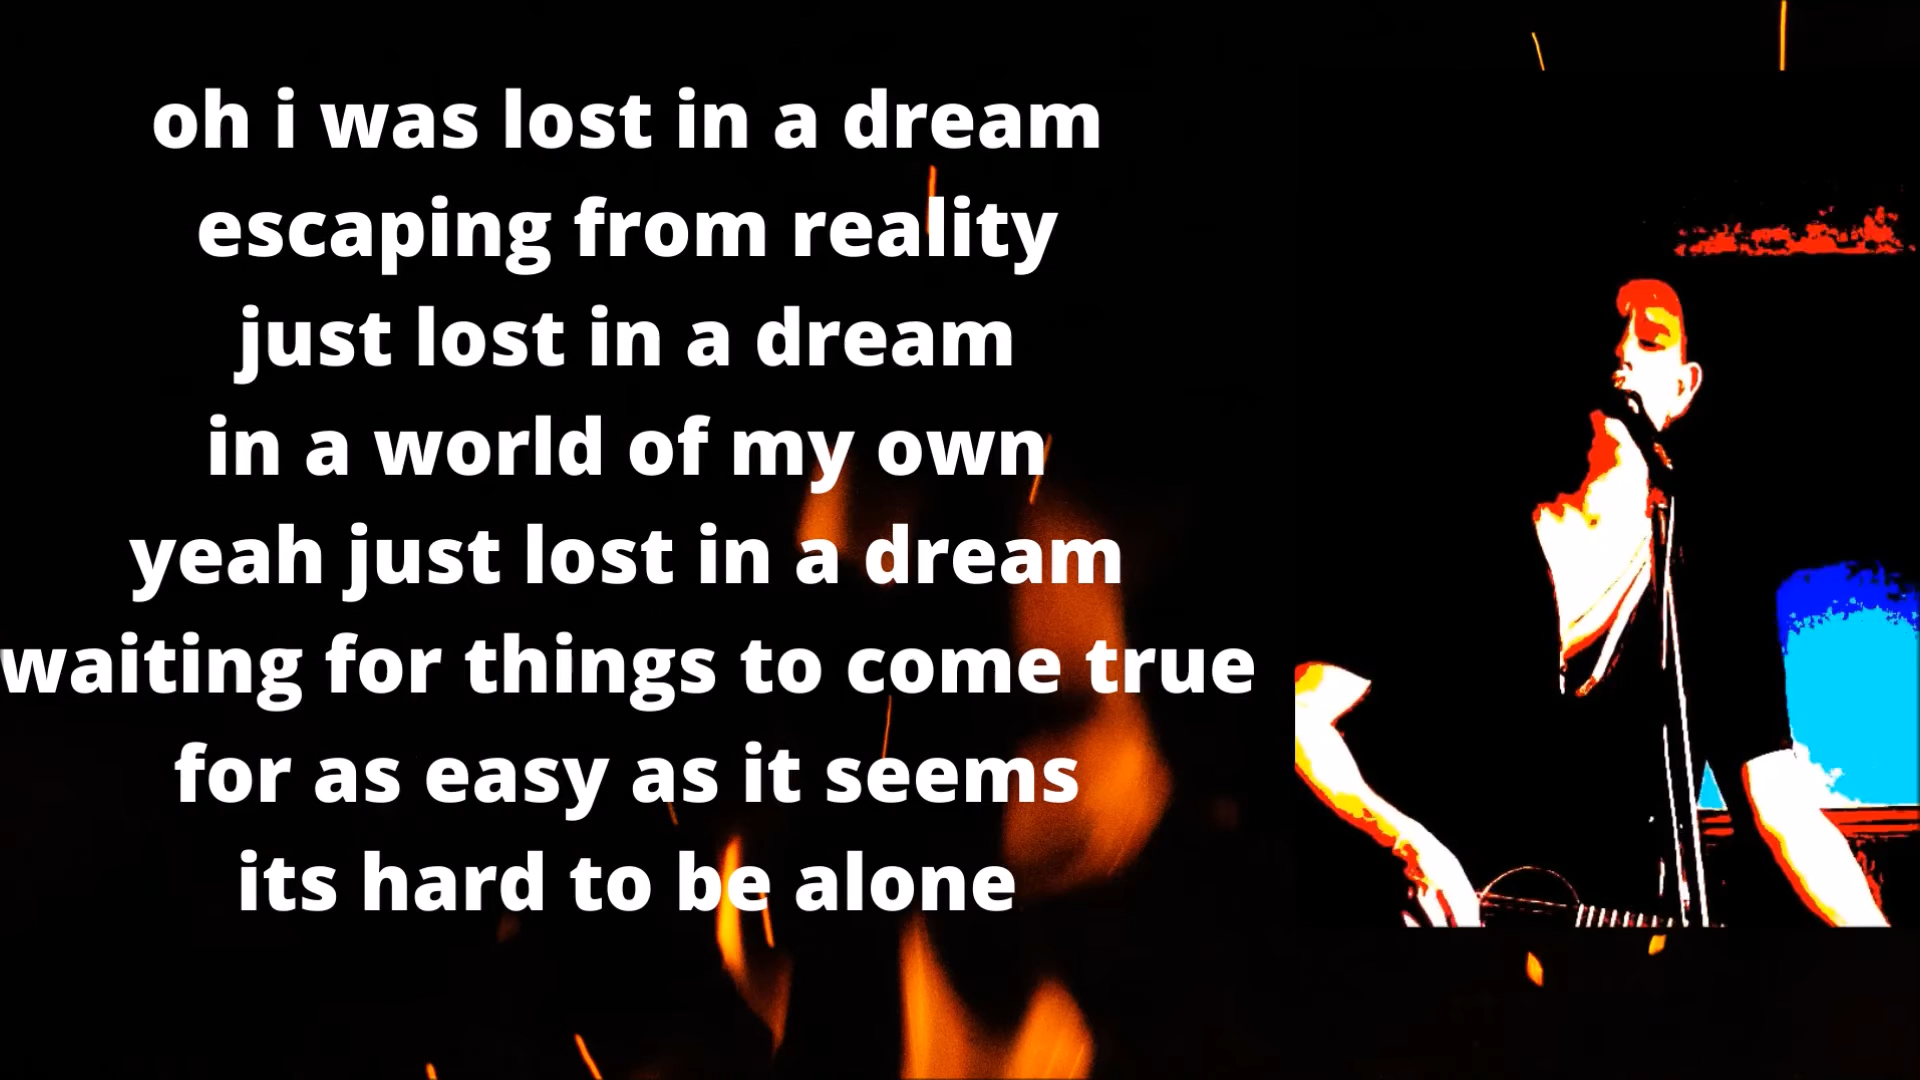 oh i was lost in a dream
escaping from reality
just lost in a dream
in a world of my own
yeah just lost in a dream
waiting for things to come true
for as easy as it seems
its hard to be alone